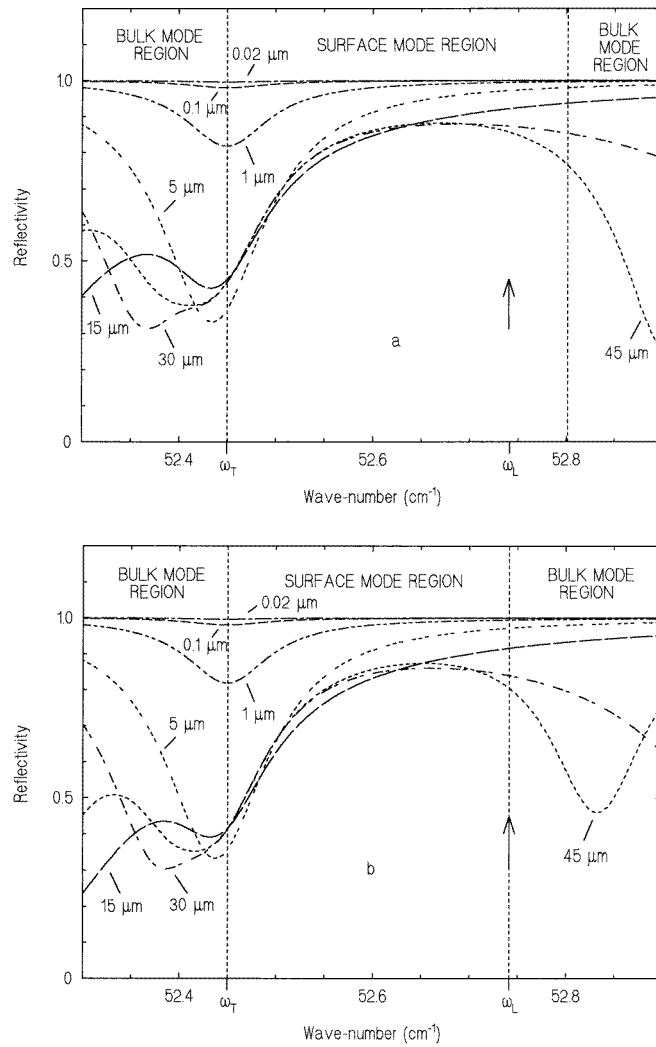 BULK MODE
REGION
SURFACE MODE REGION
BULK
MODE
REGION
0.02 μm
1.0
0.1 μm
1 μm
5 μm
Reflectivity
0.5
15 μm
30 μm
a
45 μm
0
52.4
ω_T
52.6
ω_L
52.8
Wave-number (cm⁻¹)
BULK MODE
REGION
SURFACE MODE REGION
BULK MODE
REGION
0.02 μm
1.0
0.1 μm
1 μm
5 μm
Reflectivity
0.5
15 μm
30 μm
b
45 μm
0
52.4
ω_T
52.6
ω_L
52.8
Wave-number (cm⁻¹)